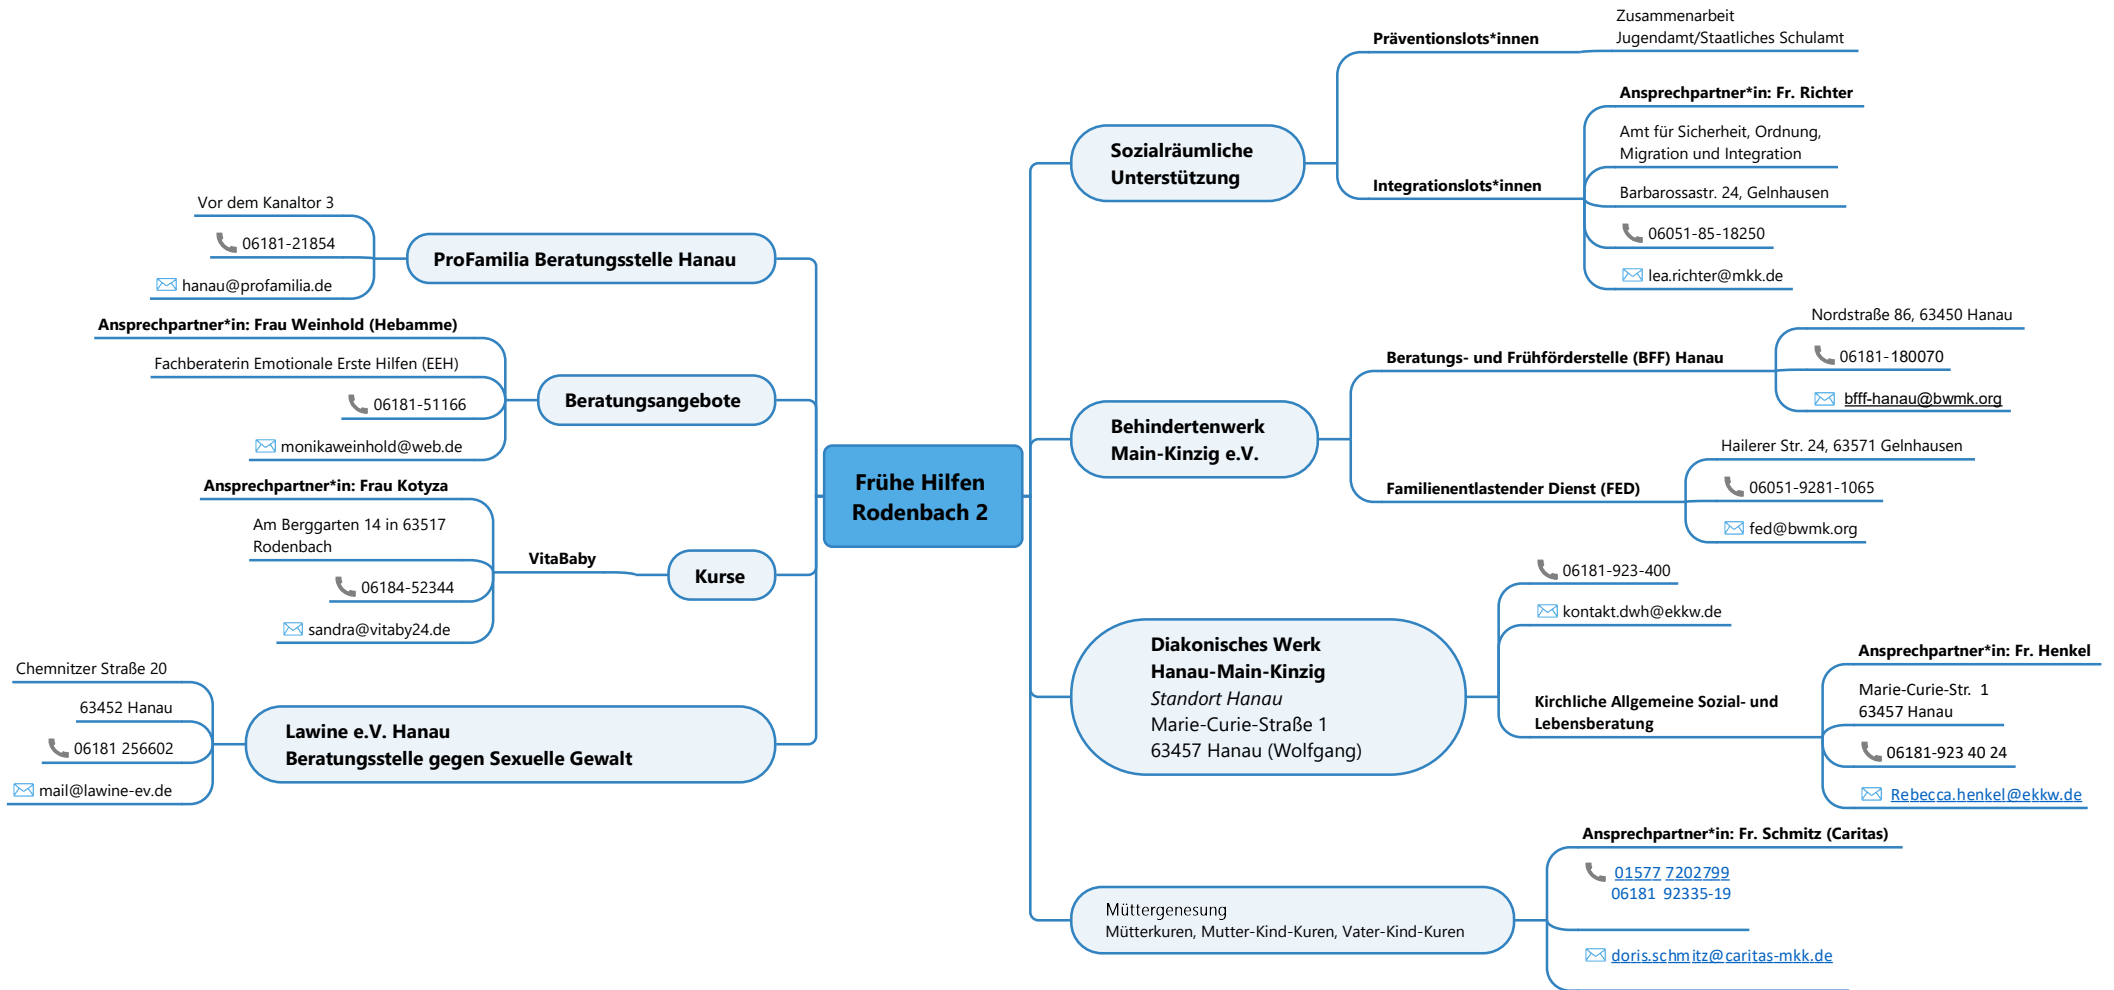 Frühe Hilfen
Rodenbach 2
ProFamilia Beratungsstelle Hanau
Vor dem Kanaltor 3
06181-21854
hanau@profamilia.de
Beratungsangebote
Ansprechpartner*in: Frau Weinhold (Hebamme)
Fachberaterin Emotionale Erste Hilfen (EEH)
06181-51166
monikaweinhold@web.de
Kurse
VitaBaby
Ansprechpartner*in: Frau Kotyza
Am Berggarten 14 in 63517
Rodenbach
06184-52344
sandra@vitaby24.de
Lawine e.V. Hanau
Beratungsstelle gegen Sexuelle Gewalt
Chemnitzer Straße 20
63452 Hanau
06181 256602
mail@lawine-ev.de
Sozialräumliche
Unterstützung
Präventionslots*innen
Zusammenarbeit
Jugendamt/Staatliches Schulamt
Integrationslots*innen
Ansprechpartner*in: Fr. Richter
Amt für Sicherheit, Ordnung,
Migration und Integration
Barbarossastr. 24, Gelnhausen
06051-85-18250
lea.richter@mkk.de
Behindertenwerk
Main-Kinzig e.V.
Beratungs- und Frühförderstelle (BFF) Hanau
Nordstraße 86, 63450 Hanau
06181-180070
bfff-hanau@bwmk.org
Familienentlastender Dienst (FED)
Hailerer Str. 24, 63571 Gelnhausen
06051-9281-1065
fed@bwmk.org
Diakonisches Werk
Hanau-Main-Kinzig
Standort Hanau
Marie-Curie-Straße 1
63457 Hanau (Wolfgang)
06181-923-400
kontakt.dwh@ekkw.de
Kirchliche Allgemeine Sozial- und
Lebensberatung
Ansprechpartner*in: Fr. Henkel
Marie-Curie-Str. 1
63457 Hanau
06181-923 40 24
Rebecca.henkel@ekkw.de
Müttergenesung
Mütterkuren, Mutter-Kind-Kuren, Vater-Kind-Kuren
Ansprechpartner*in: Fr. Schmitz (Caritas)
01577 7202799
06181 92335-19
doris.schmitz@caritas-mkk.de